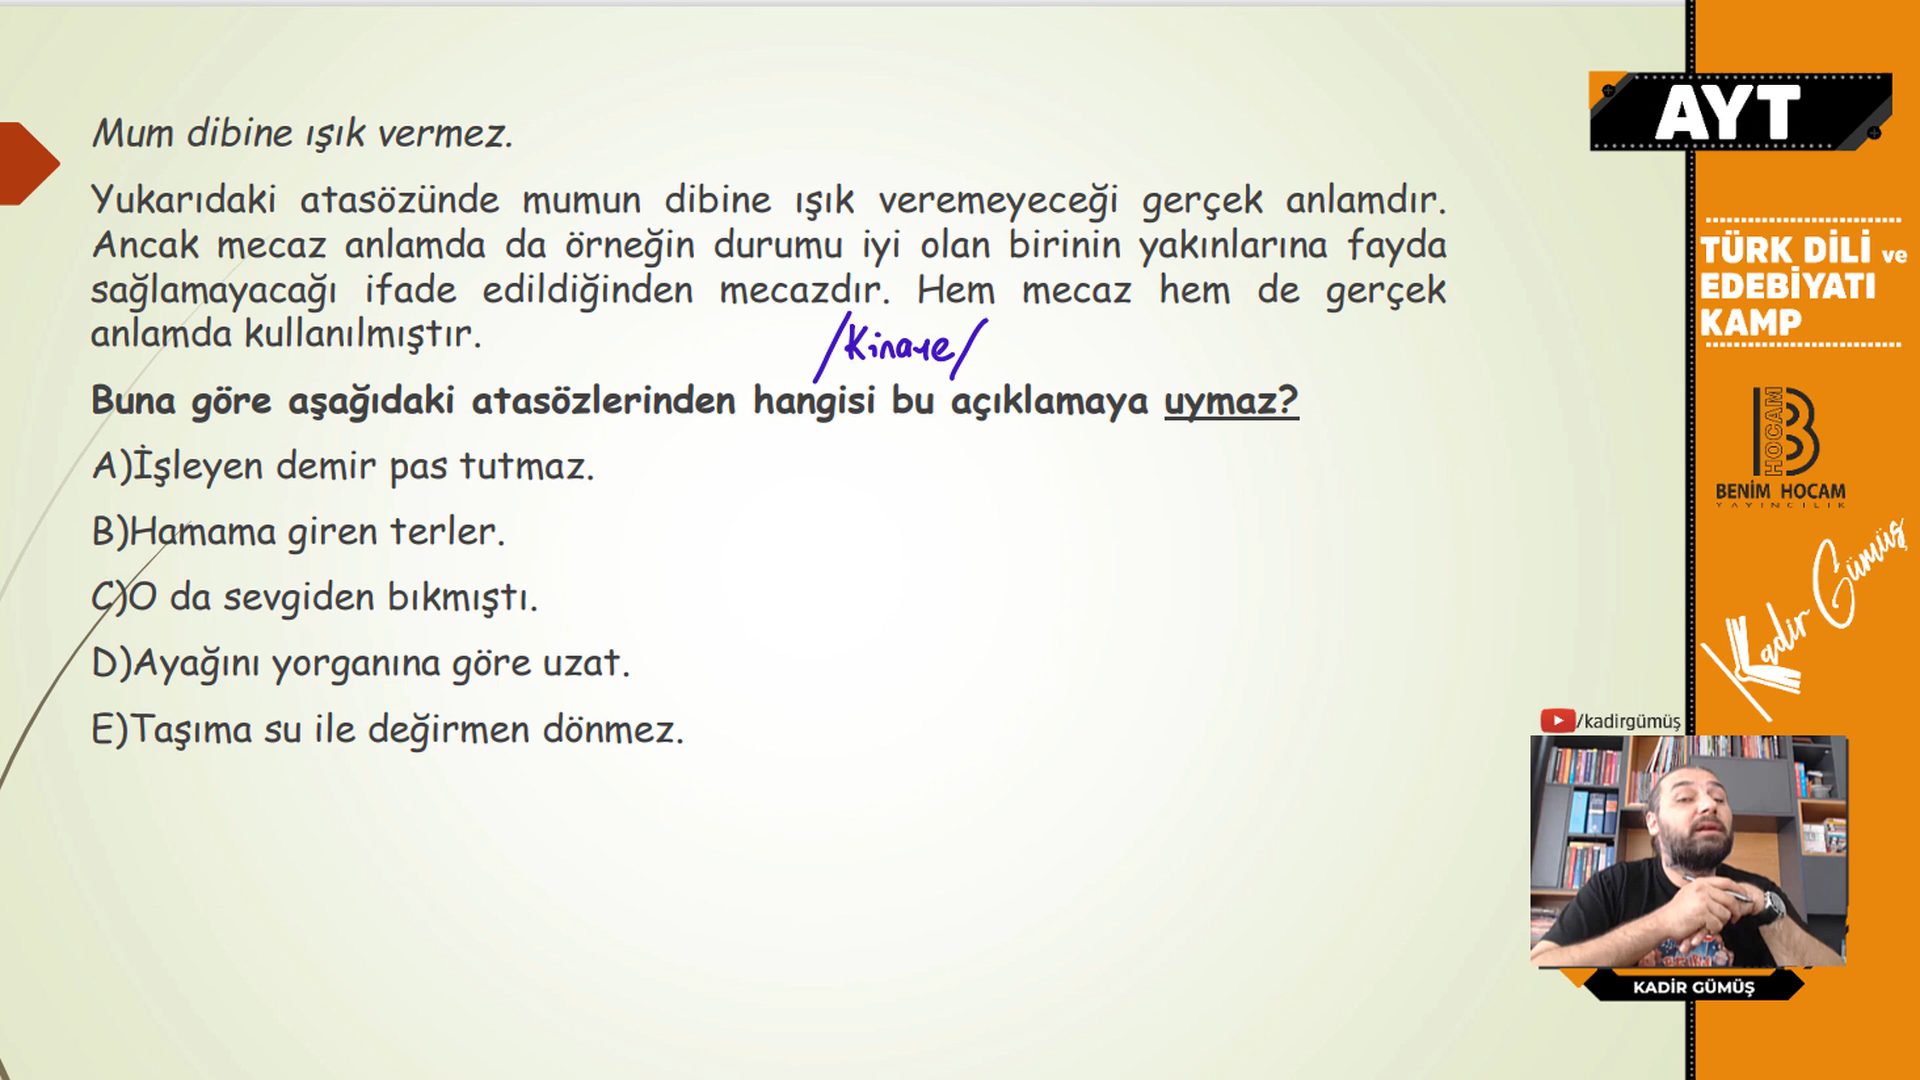 Mum dibine ışık vermez.
Yukarıdaki atasözünde mumun dibine ışık veremeyeceği gerçek anlamdır.
Ancak mecaz anlamda da örneğin durumu iyi olan birinin yakınlarına fayda
sağlamayacağı ifade edildiğinden mecazdır. Hem mecaz hem de gerçek
anlamda kullanılmıştır.
/Kinaye/
Buna göre aşağıdaki atasözlerinden hangisi bu açıklamaya uymaz?
A)İşleyen demir pas tutmaz.
B)Hamama giren terler.
C)O da sevgiden bıkmıştı.
D)Ayağını yorganına göre uzat.
E)Taşıma su ile değirmen dönmez.
AYT
TÜRK DİLİ ve
EDEBİYATI
KAMP
HOCAM
BENİM HOCAM
YAYINCILIK
Kadir Gümüş
/kadirgümüş
KADİR GÜMÜŞ